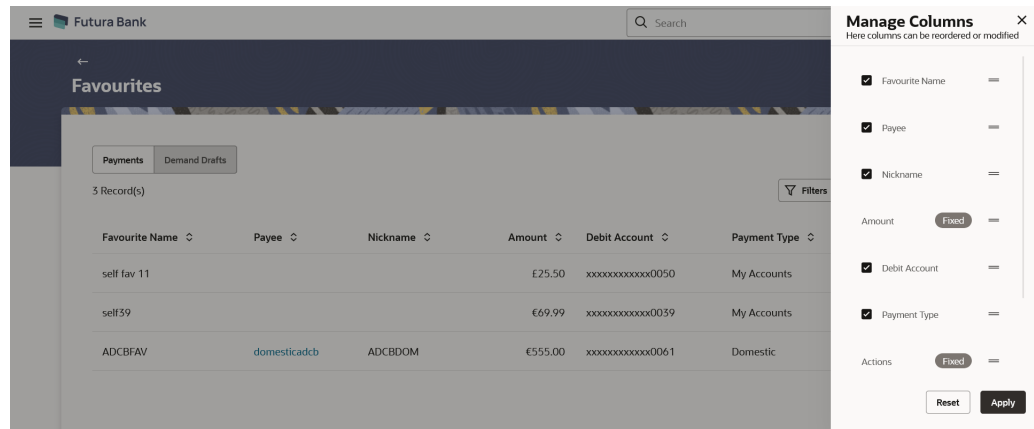 Futura Bank
Search
Favourites
Payments Demand Drafts
3 Record(s)
Filters
Favourite Name Payee Nickname Amount Debit Account Payment Type
self fav 11 £25.50 xxxxxxxxxxxx0050 My Accounts
self39 €69.99 xxxxxxxxxxxx0039 My Accounts
ADCBFAV domesticadcb ADCBDOM €555.00 xxxxxxxxxxxx0061 Domestic
Manage Columns
Here columns can be reordered or modified
Favourite Name
Payee
Nickname
Amount Fixed
Debit Account
Payment Type
Actions Fixed
Reset Apply